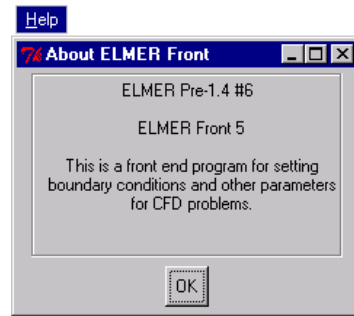 Help
About ELMER Front
ELMER Pre-1.4 #6
ELMER Front 5
This is a front end program for setting
boundary conditions and other parameters
for CFD problems.
OK